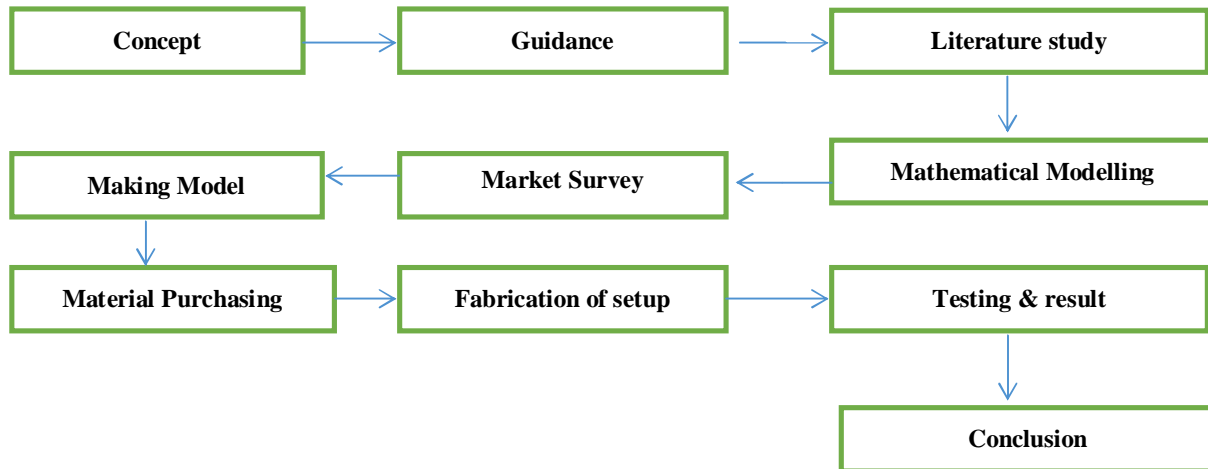 Concept
Guidance
Literature study
Mathematical Modelling
Market Survey
Making Model
Material Purchasing
Fabrication of setup
Testing & result
Conclusion